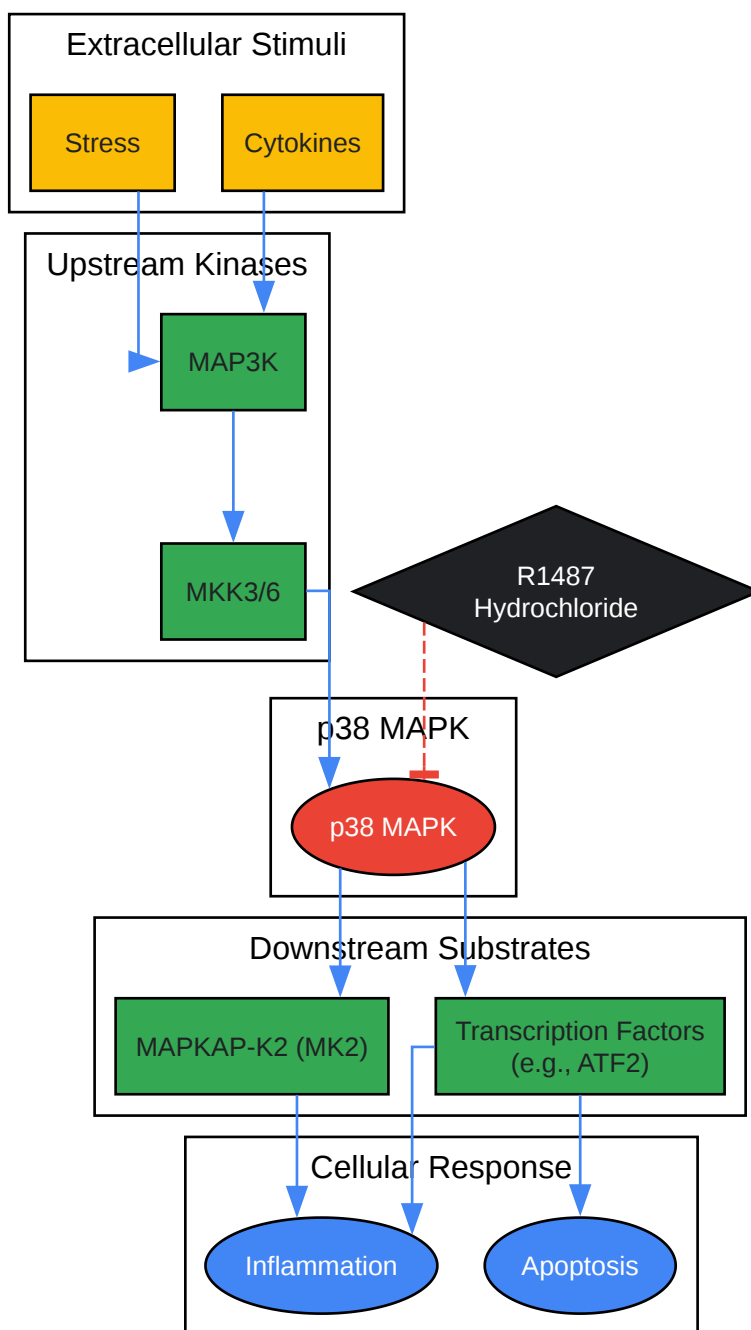 Extracellular Stimuli
Stress
Cytokines
Upstream Kinases
MAP3K
MKK3/6
R1487
Hydrochloride
p38 MAPK
p38 MAPK
Downstream Substrates
MAPKAP-K2 (MK2)
Transcription Factors
(e.g., ATF2)
Cellular Response
Inflammation
Apoptosis